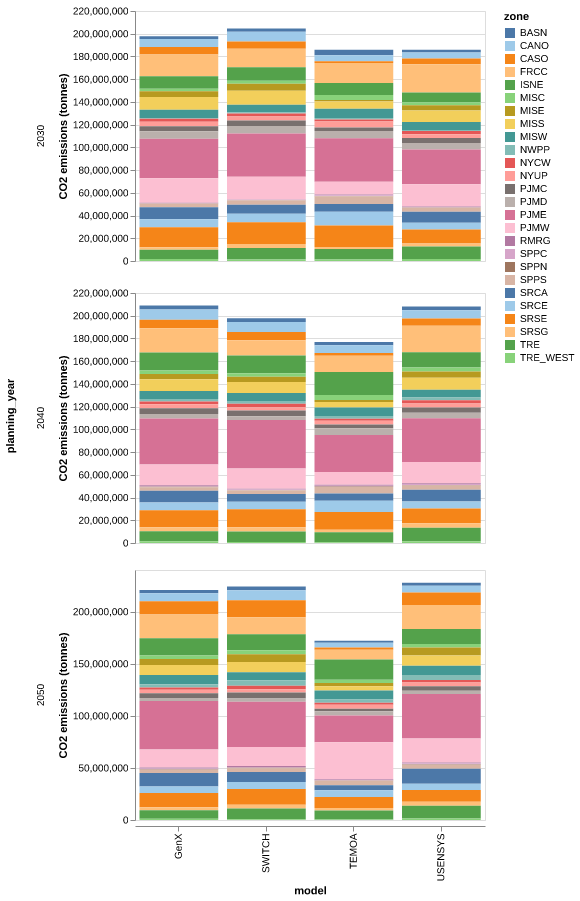 zone
BASN
CANO
CASO
FRCC
ISNE
MISC
MISE
MISS
MISW
NWPP
NYCW
NYUP
PJMC
PJMD
PJME
PJMW
RMRG
SPPC
SPPN
SPPS
SRCA
SRCE
SRSE
SRSG
TRE
TRE_WEST
planning_year
2030
CO2 emissions (tonnes)
220,000,000
200,000,000
180,000,000
160,000,000
140,000,000
120,000,000
100,000,000
80,000,000
60,000,000
40,000,000
20,000,000
0
2040
CO2 emissions (tonnes)
220,000,000
200,000,000
180,000,000
160,000,000
140,000,000
120,000,000
100,000,000
80,000,000
60,000,000
40,000,000
20,000,000
0
2050
CO2 emissions (tonnes)
200,000,000
150,000,000
100,000,000
50,000,000
0
GenX
SWITCH
TEMOA
USENSYS
model